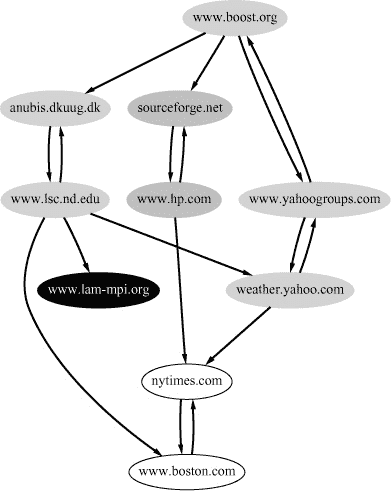 www.boost.org
anubis.dkuug.dk
sourceforge.net
www.lsc.nd.edu
www.hp.com
www.yahoogroups.com
www.lam-mpi.org
weather.yahoo.com
nytimes.com
www.boston.com